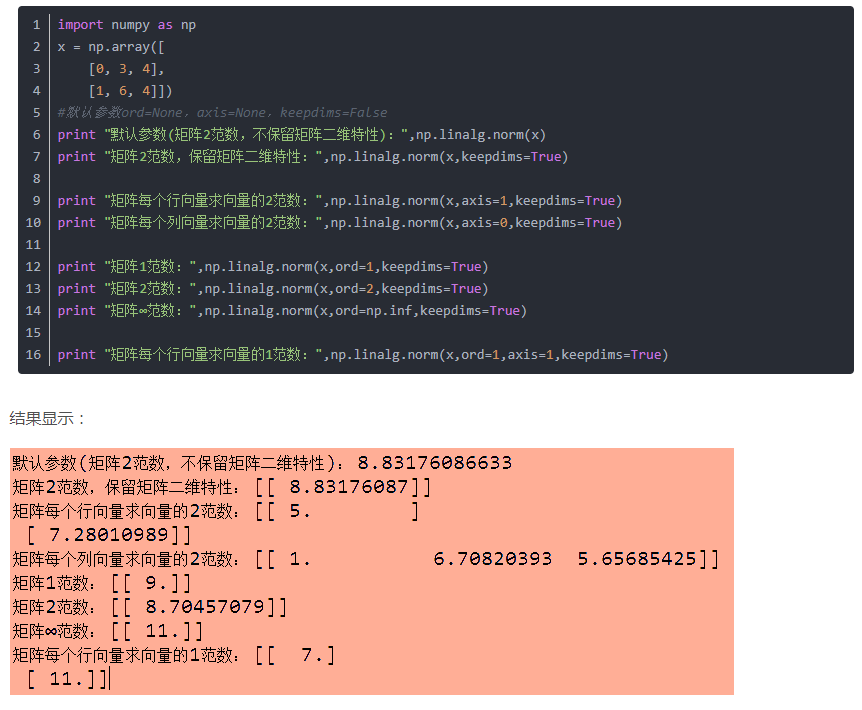 1 import numpy as np
2 x = np.array([
3     [0, 3, 4],
4     [1, 6, 4]])
5 #默认参数ord=None，axis=None，keepdims=False
6 print "默认参数(矩阵2范数，不保留矩阵二维特性)：",np.linalg.norm(x)
7 print "矩阵2范数，保留矩阵二维特性：",np.linalg.norm(x,keepdims=True)
8
9 print "矩阵每个行向量求向量的2范数：",np.linalg.norm(x,axis=1,keepdims=True)
10 print "矩阵每个列向量求向量的2范数：",np.linalg.norm(x,axis=0,keepdims=True)
11
12 print "矩阵1范数：",np.linalg.norm(x,ord=1,keepdims=True)
13 print "矩阵2范数：",np.linalg.norm(x,ord=2,keepdims=True)
14 print "矩阵∞范数：",np.linalg.norm(x,ord=np.inf,keepdims=True)
15
16 print "矩阵每个行向量求向量的1范数：",np.linalg.norm(x,ord=1,axis=1,keepdims=True)
结果显示：
默认参数(矩阵2范数，不保留矩阵二维特性)：8.83176086633
矩阵2范数，保留矩阵二维特性：[[ 8.83176087]]
矩阵每个行向量求向量的2范数：[[ 5.        ]
 [ 7.28010989]]
矩阵每个列向量求向量的2范数：[[ 1.          6.70820393  5.65685425]]
矩阵1范数：[[ 9.]]
矩阵2范数：[[ 8.70457079]]
矩阵∞范数：[[ 11.]]
矩阵每个行向量求向量的1范数：[[  7.]
 [ 11.]]